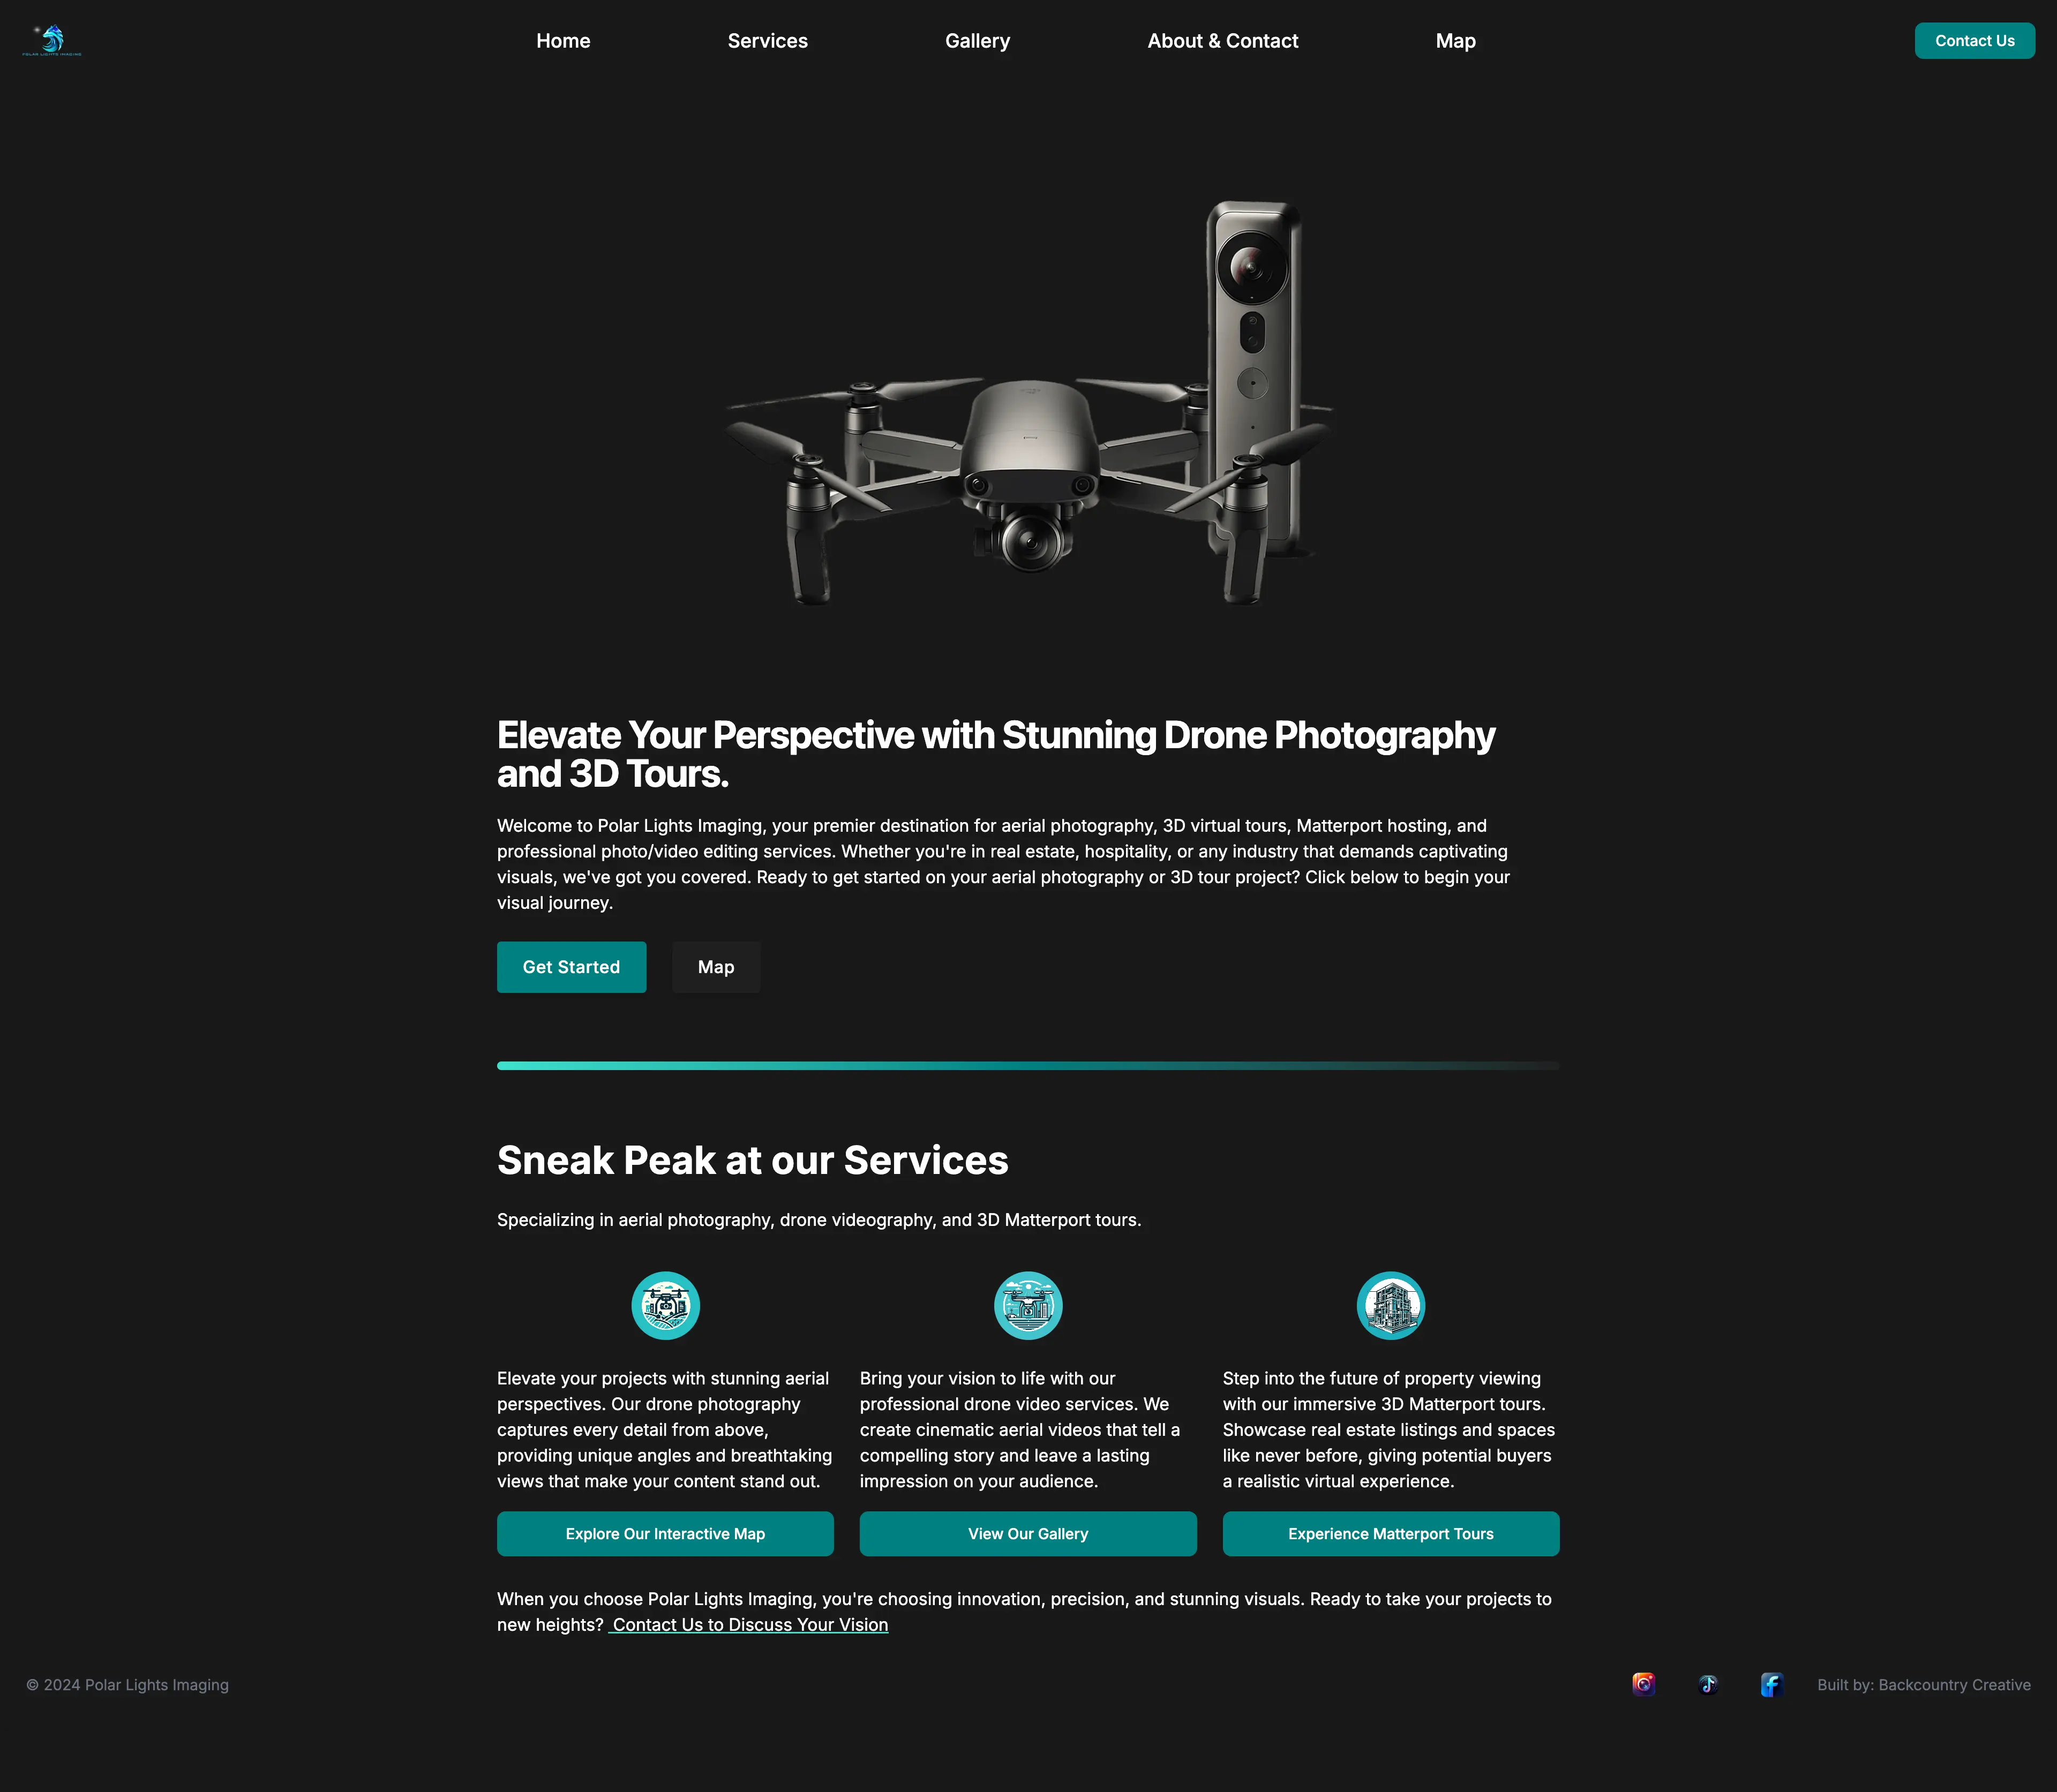 POLAR LIGHTS IMAGING
Home
Services
Gallery
About & Contact
Map
Contact Us
Elevate Your Perspective with Stunning Drone Photography
and 3D Tours.
Welcome to Polar Lights Imaging, your premier destination for aerial photography, 3D virtual tours, Matterport hosting, and
professional photo/video editing services. Whether you're in real estate, hospitality, or any industry that demands captivating
visuals, we've got you covered. Ready to get started on your aerial photography or 3D tour project? Click below to begin your
visual journey.
Get Started
Map
Sneak Peak at our Services
Specializing in aerial photography, drone videography, and 3D Matterport tours.
Elevate your projects with stunning aerial
perspectives. Our drone photography
captures every detail from above,
providing unique angles and breathtaking
views that make your content stand out.
Explore Our Interactive Map
Bring your vision to life with our
professional drone video services. We
create cinematic aerial videos that tell a
compelling story and leave a lasting
impression on your audience.
View Our Gallery
Step into the future of property viewing
with our immersive 3D Matterport tours.
Showcase real estate listings and spaces
like never before, giving potential buyers
a realistic virtual experience.
Experience Matterport Tours
When you choose Polar Lights Imaging, you're choosing innovation, precision, and stunning visuals. Ready to take your projects to
new heights? Contact Us to Discuss Your Vision
© 2024 Polar Lights Imaging
Built by: Backcountry Creative